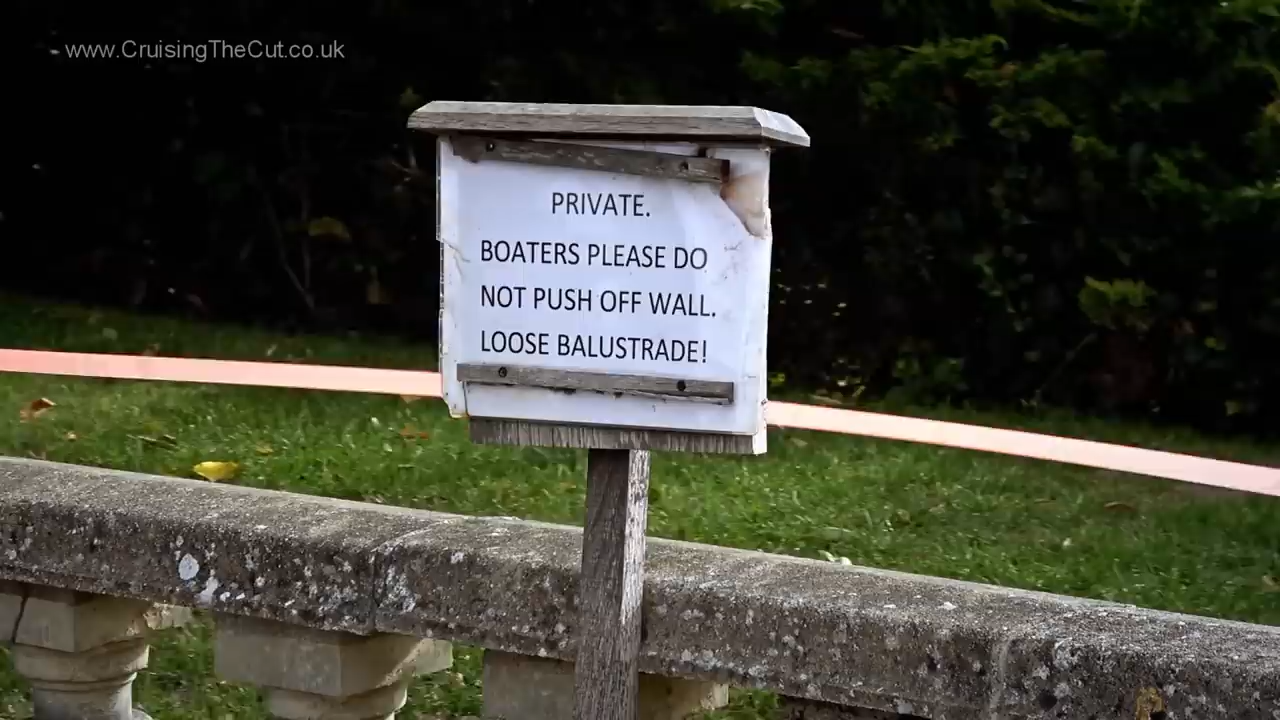 www.CruisingTheCut.co.uk
PRIVATE.
BOATERS PLEASE DO
NOT PUSH OFF WALL.
LOOSE BALUSTRADE!